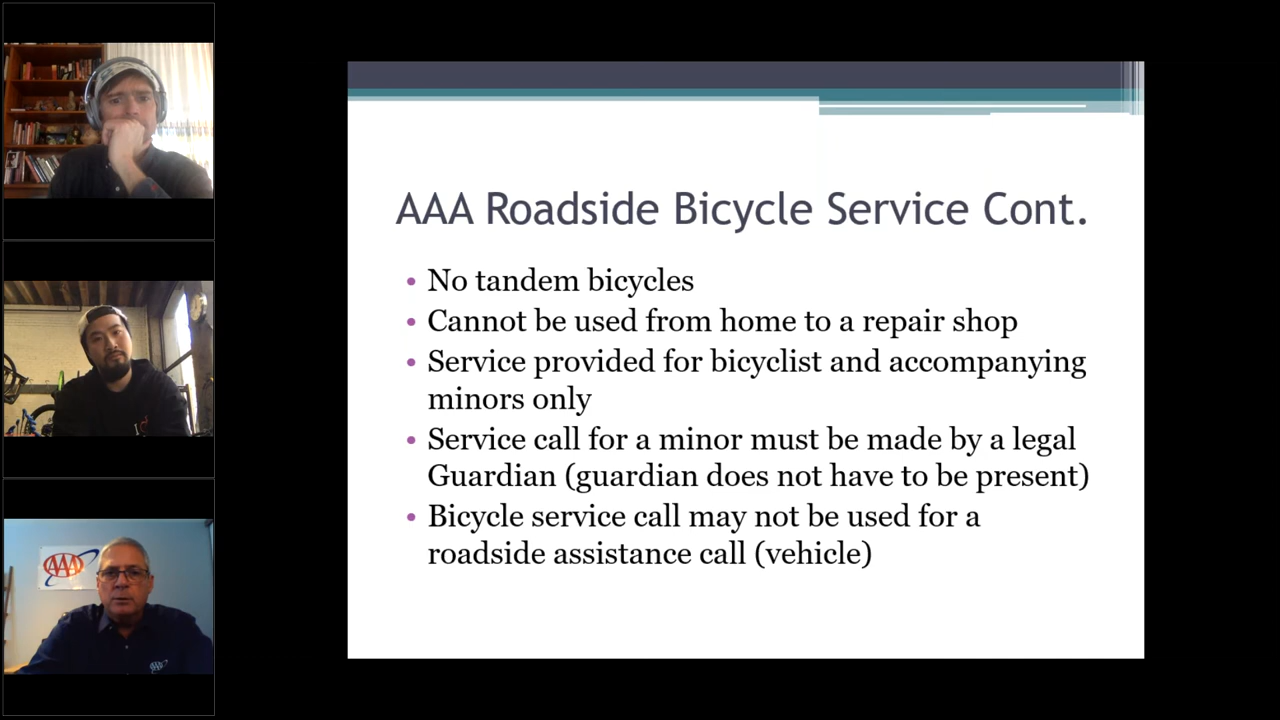 AAA Roadside Bicycle Service Cont.
• No tandem bicycles
• Cannot be used from home to a repair shop
• Service provided for bicyclist and accompanying
minors only
• Service call for a minor must be made by a legal
Guardian (guardian does not have to be present)
• Bicycle service call may not be used for a
roadside assistance call (vehicle)
AAA
AAA